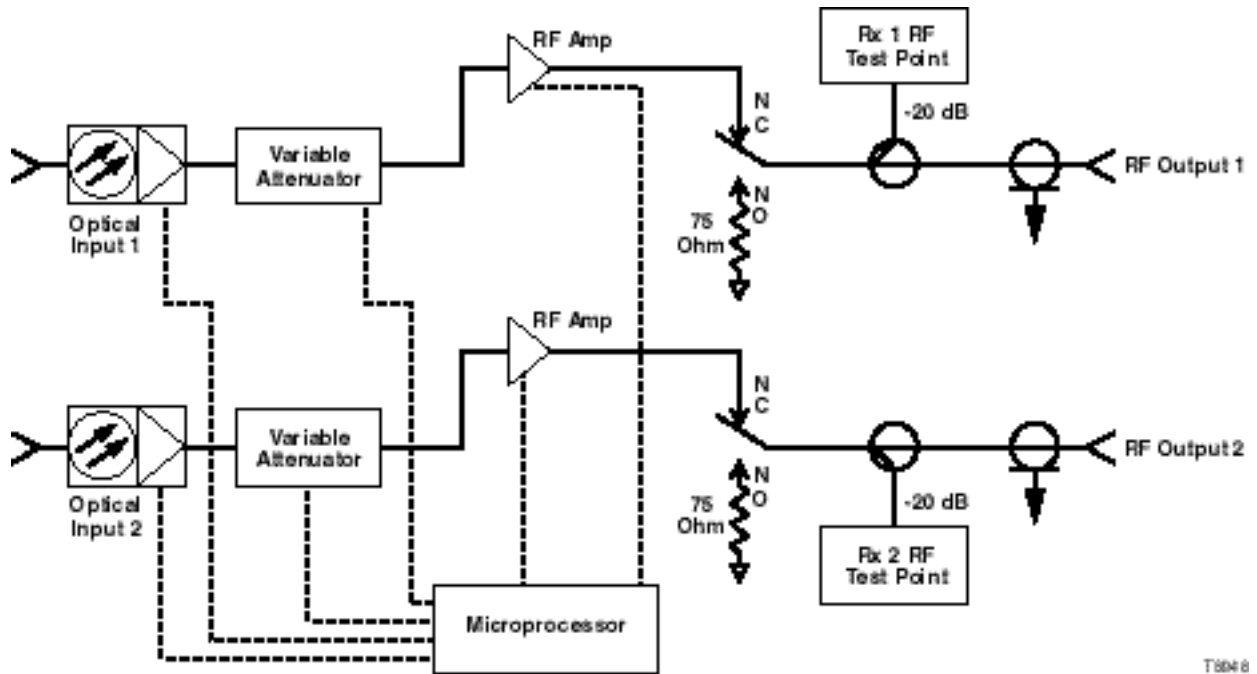 RF Amp
Rx 1 RF
Test Point
-20 dB
N
C
Variable
Attenuator
RF Output 1
Optical
Input 1
75
Ohm
N
O
RF Amp
N
C
Variable
Attenuator
RF Output 2
Optical
Input 2
75
Ohm
N
O
-20 dB
Rx 2 RF
Test Point
Microprocessor